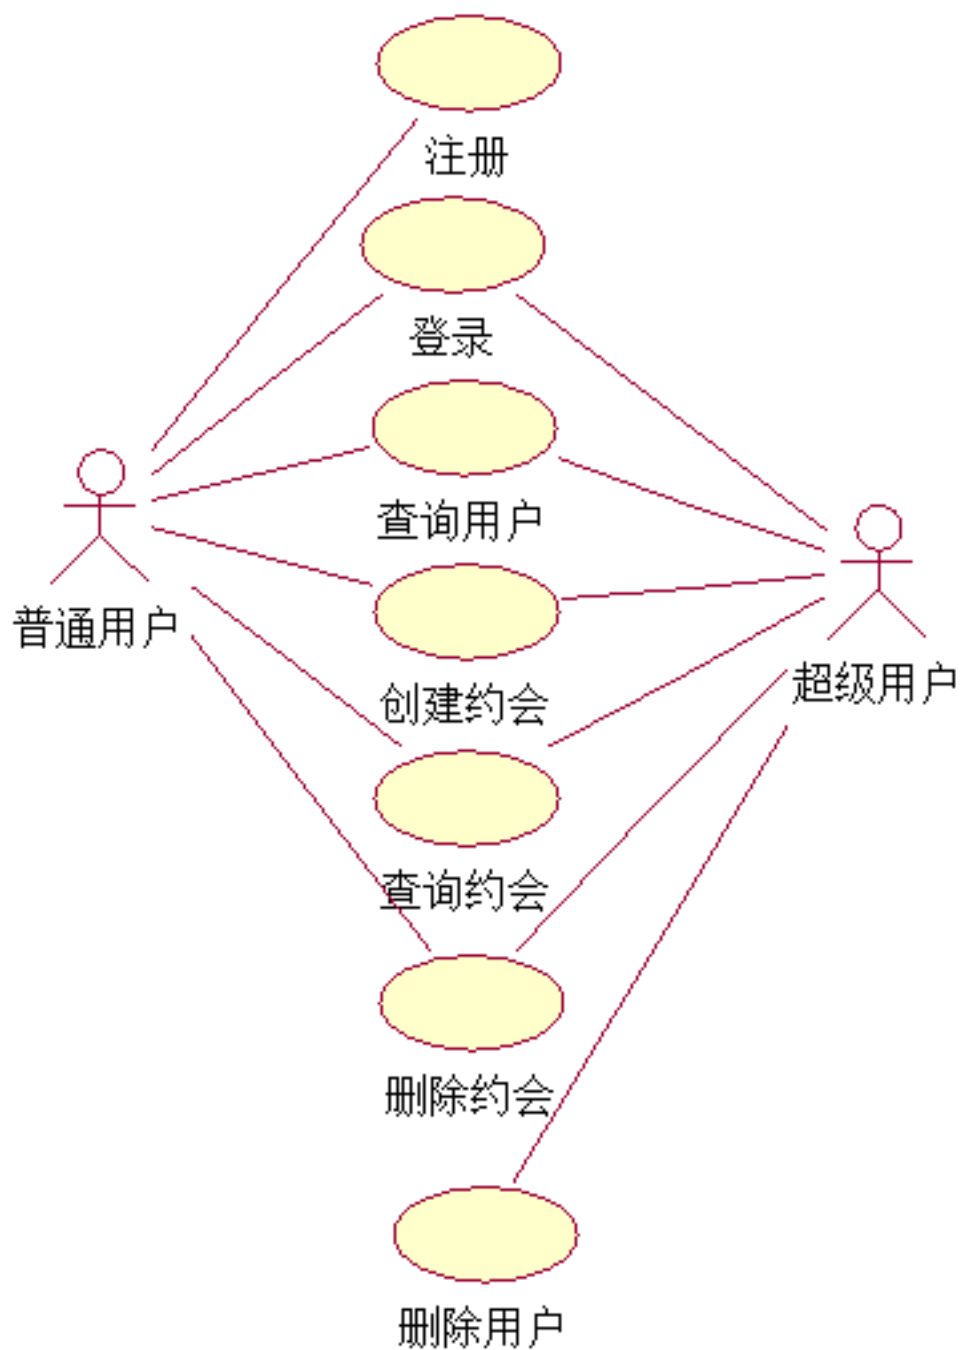 注册
登录
查询用户
普通用户
创建约会
超级用户
查询约会
删除约会
删除用户